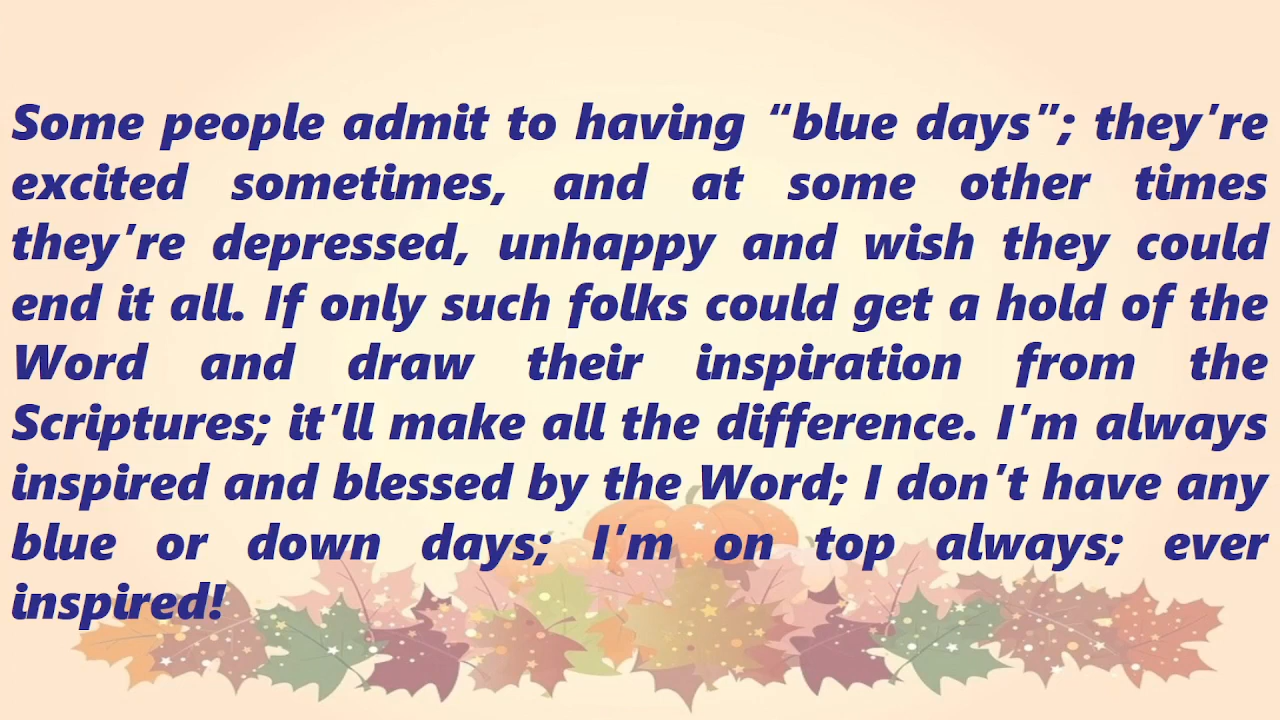 Some people admit to having “blue days”; they’re
excited sometimes, and at some other times
they’re depressed, unhappy and wish they could
end it all. If only such folks could get a hold of the
Word and draw their inspiration from the
Scriptures; it’ll make all the difference. I’m always
inspired and blessed by the Word; I don’t have any
blue or down days; I’m on top always; ever
inspired!